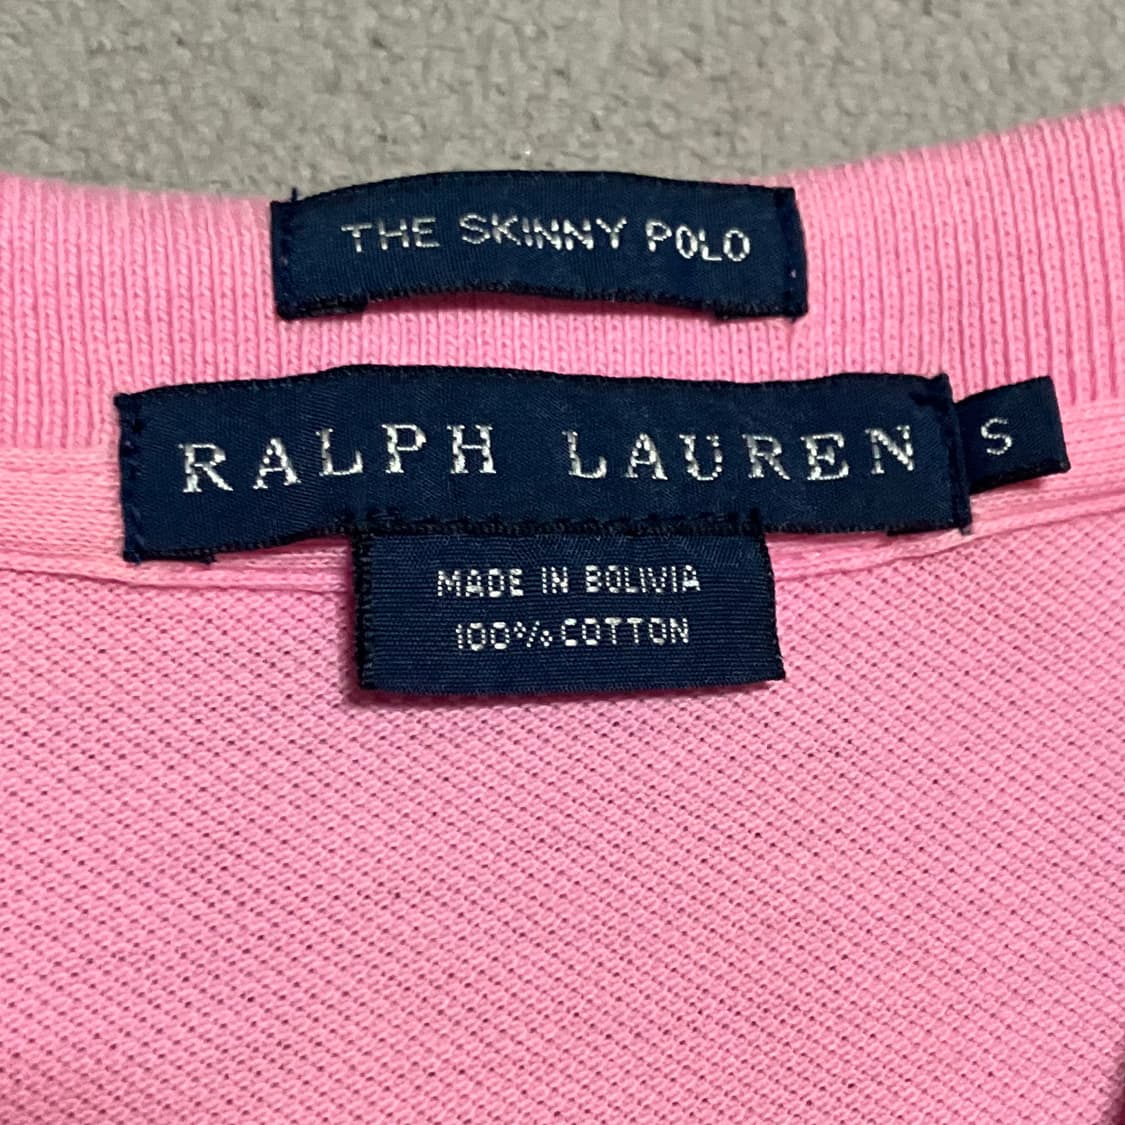 THE SKINNY POLO
RALPH LAUREN
S
MADE IN BOLIVIA
100% COTTON